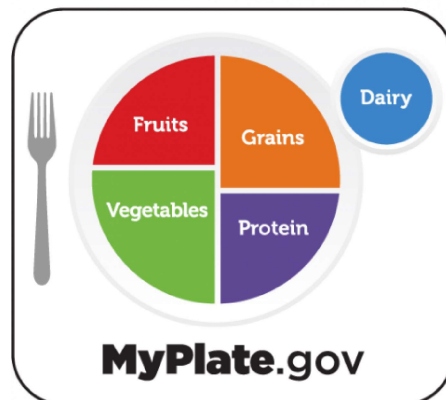 Fruits
Grains
Dairy
Vegetables
Protein
MyPlate.gov